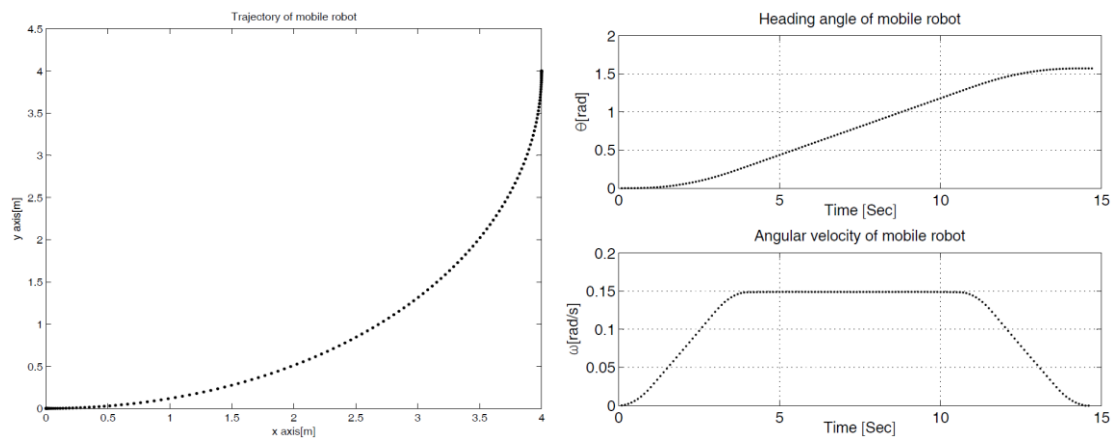 Trajectory of mobile robot
4.5
4
3.5
3
2.5
2
1.5
1
0.5
0
y axis[m]
0 0.5 1 1.5 2 2.5 3 3.5 4
x axis[m]
Heading angle of mobile robot
2
1.5
1
0.5
0
Θ[rad]
0 5 10 15
Time [Sec]
Angular velocity of mobile robot
0.2
0.15
0.1
0.05
0
ω[rad/s]
0 5 10 15
Time [Sec]